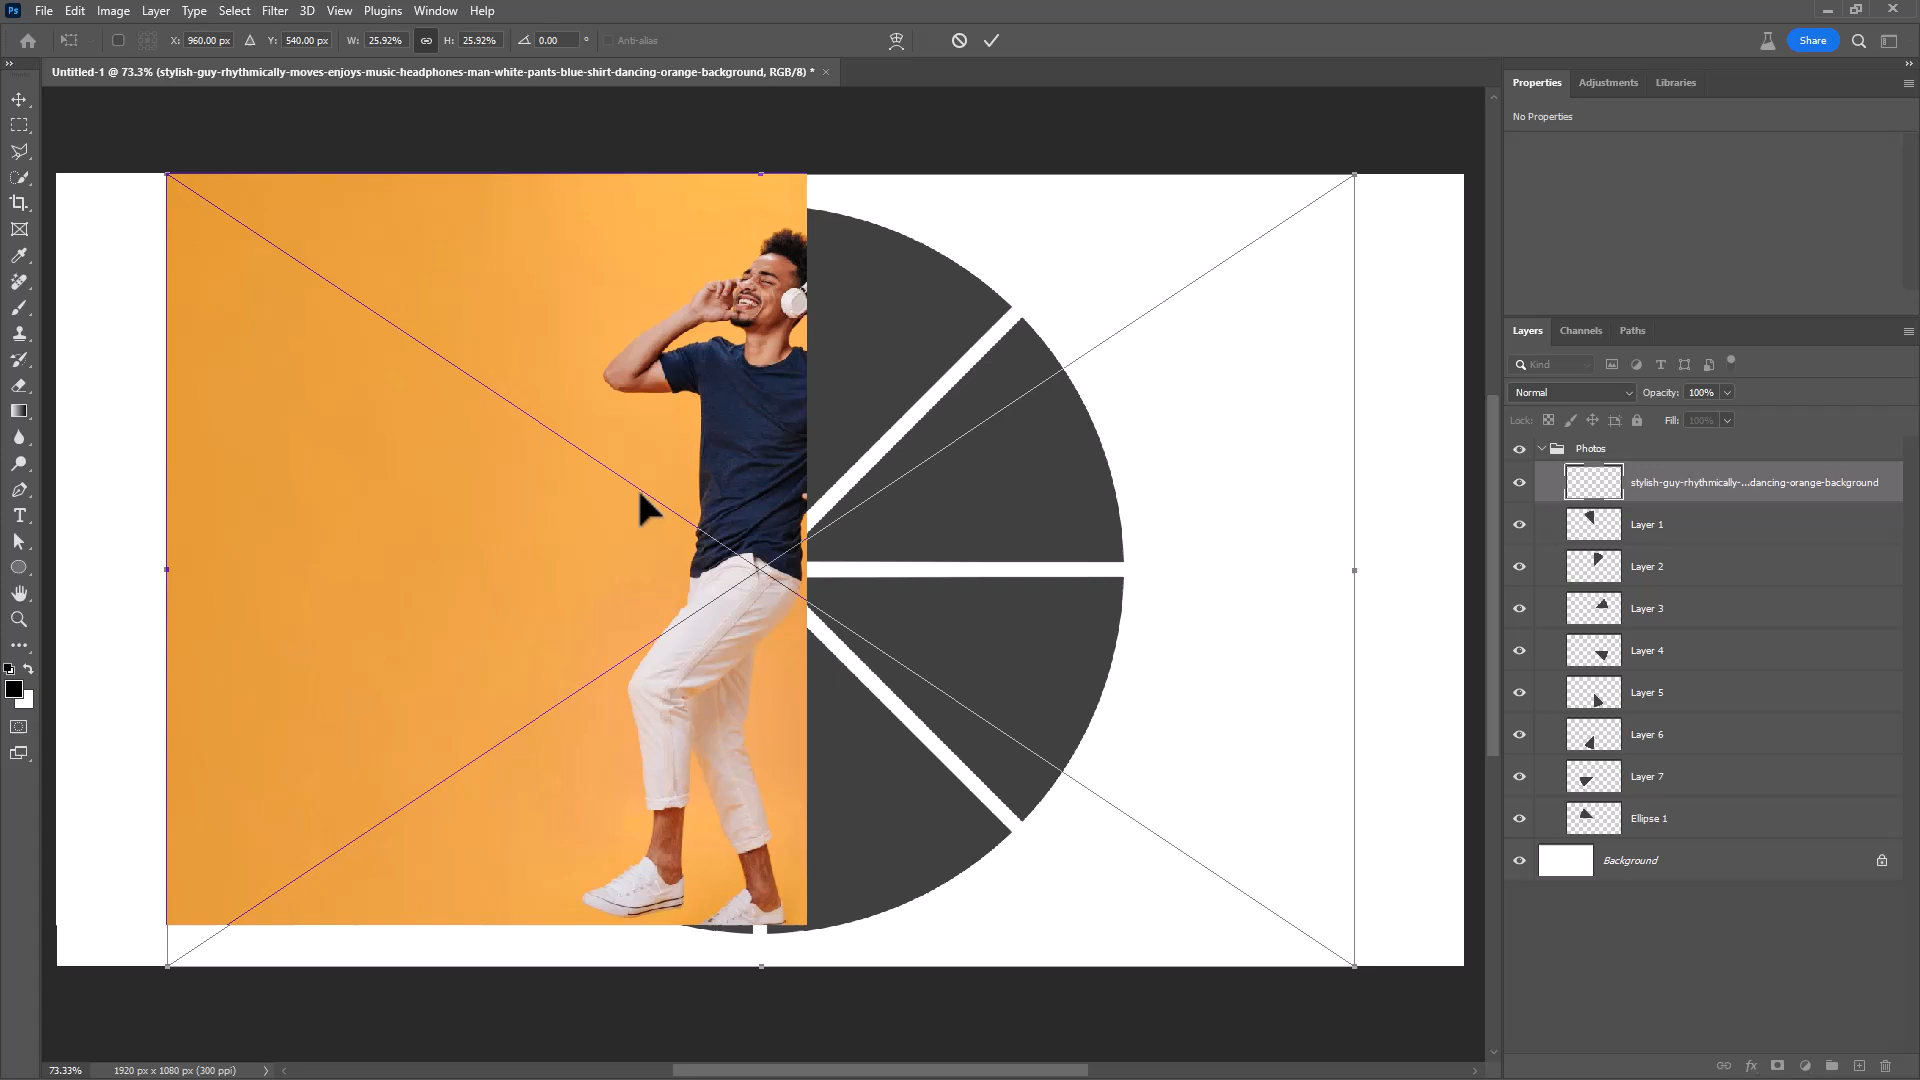 Ps File Edit Image Layer Type Select Filter 3D View Plugins Window Help
X: 960.00 px Y: 540.00 px W: 25.92% H: 25.92% 0.00 ° Anti-alias Share
Untitled-1 @ 73.3% (stylish-guy-rhythmically-moves-enjoys-music-headphones-man-white-pants-blue-shirt-dancing-orange-background, RGB/8) * ×
Properties Adjustments Libraries
No Properties
Layers Channels Paths
Kind
Normal Opacity: 100%
Lock: Fill: 100%
Photos
stylish-guy-rhythmically-...dancing-orange-background
Layer 1
Layer 2
Layer 3
Layer 4
Layer 5
Layer 6
Layer 7
Ellipse 1
Background
73.33% 1920 px x 1080 px (300 ppi)